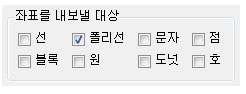 좌표를 내보낼 대상
선 폴리선 문자 점
블록 원 도넛 호